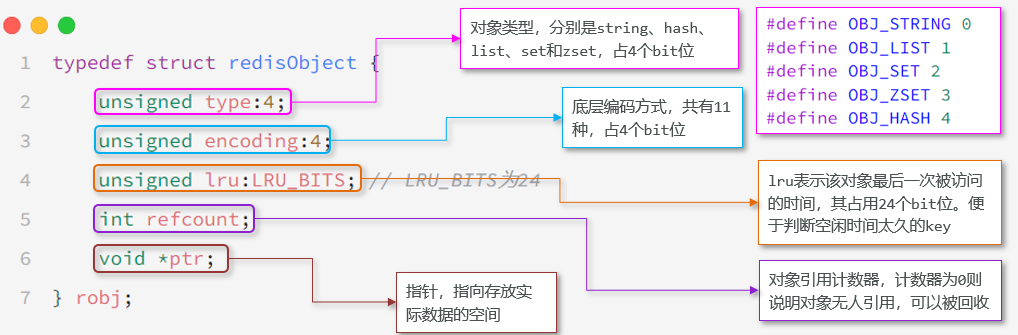 对象类型，分别是string、hash、
list、set和zset，占4个bit位
#define OBJ_STRING 0
#define OBJ_LIST 1
#define OBJ_SET 2
#define OBJ_ZSET 3
#define OBJ_HASH 4
1 typedef struct redisObject {
2 unsigned type:4;
3 unsigned encoding:4;
4 unsigned lru:LRU_BITS; // LRU_BITS为24
5 int refcount;
6 void *ptr;
7 } robj;
底层编码方式，共有11
种，占4个bit位
lru表示该对象最后一次被访问
的时间，其占用24个bit位。便
于判断空闲时间太久的key
对象引用计数器，计数器为0则
说明对象无人引用，可以被回收
指针，指向存放实
际数据的空间